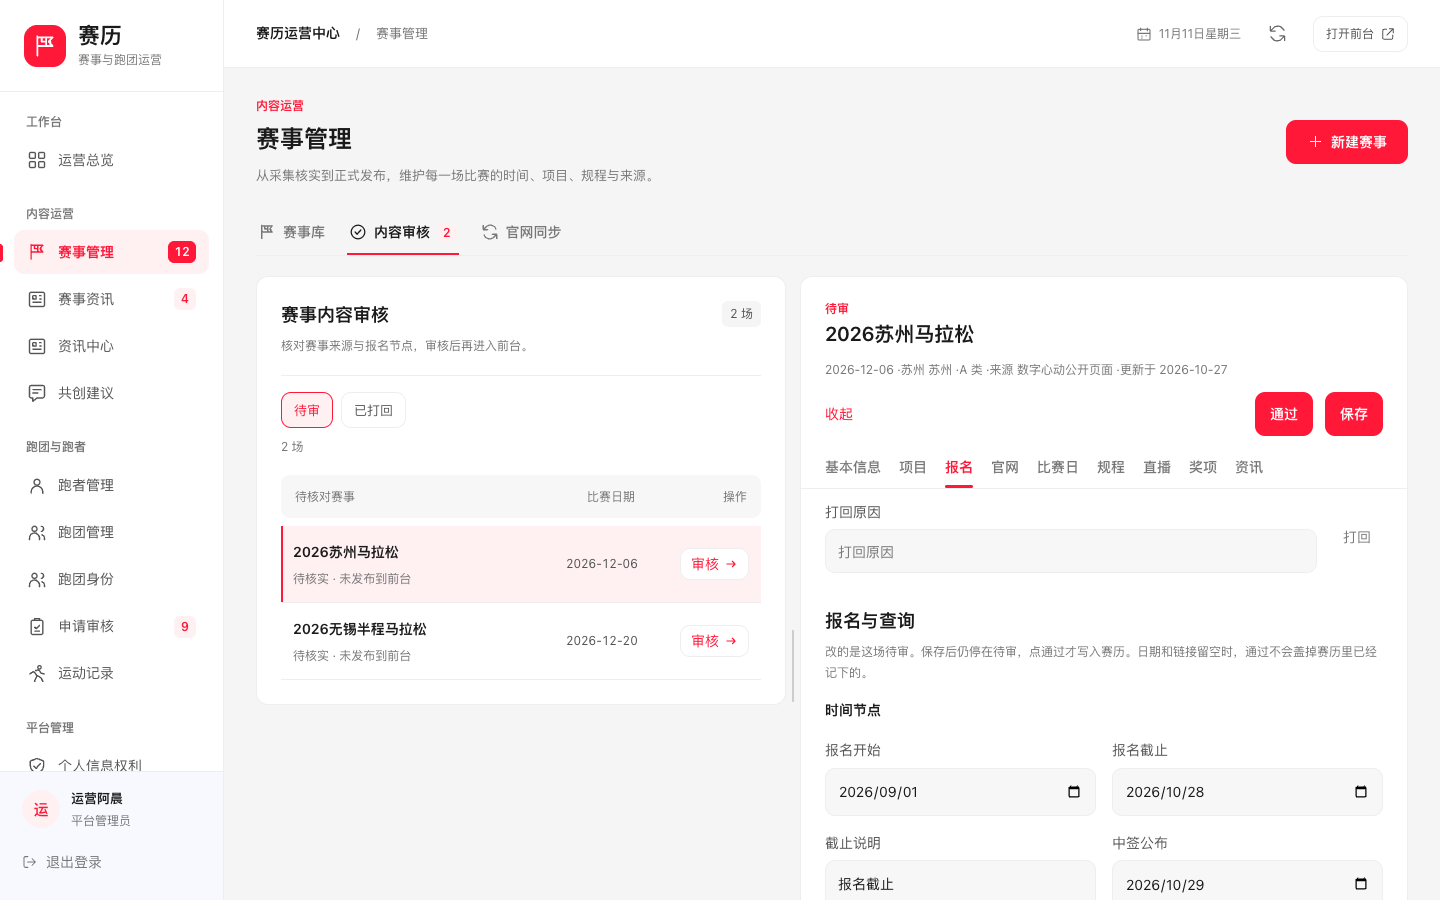 赛历
赛事与跑团运营
工作台
运营总览
内容运营
赛事管理 12
赛事资讯 4
资讯中心
共创建议
跑团与跑者
跑者管理
跑团管理
跑团身份
申请审核 9
运动记录
平台管理
个人信息权利
运 运营阿晨
平台管理员
退出登录
赛历运营中心 / 赛事管理
11月11日星期三
打开前台
内容运营
赛事管理
从采集核实到正式发布，维护每一场比赛的时间、项目、规程与来源。
新建赛事
赛事库 内容审核 2 官网同步
赛事内容审核 2 场
核对赛事来源与报名节点，审核后再进入前台。
待审 已打回
2 场
待核对赛事 比赛日期 操作
2026苏州马拉松
待核实 · 未发布到前台
2026-12-06 审核 →
2026无锡半程马拉松
待核实 · 未发布到前台
2026-12-20 审核 →
待审
2026苏州马拉松
2026-12-06 ·苏州 苏州 ·A 类 ·来源 数字心动公开页面 ·更新于 2026-10-27
收起 通过 保存
基本信息 项目 报名 官网 比赛日 规程 直播 奖项 资讯
打回原因
打回原因 打回
报名与查询
改的是这场待审。保存后仍停在待审，点通过才写入赛历。日期和链接留空时，通过不会盖掉赛历里已经
记下的。
时间节点
报名开始 报名截止
2026/09/01 2026/10/28
截止说明 中签公布
报名截止 2026/10/29